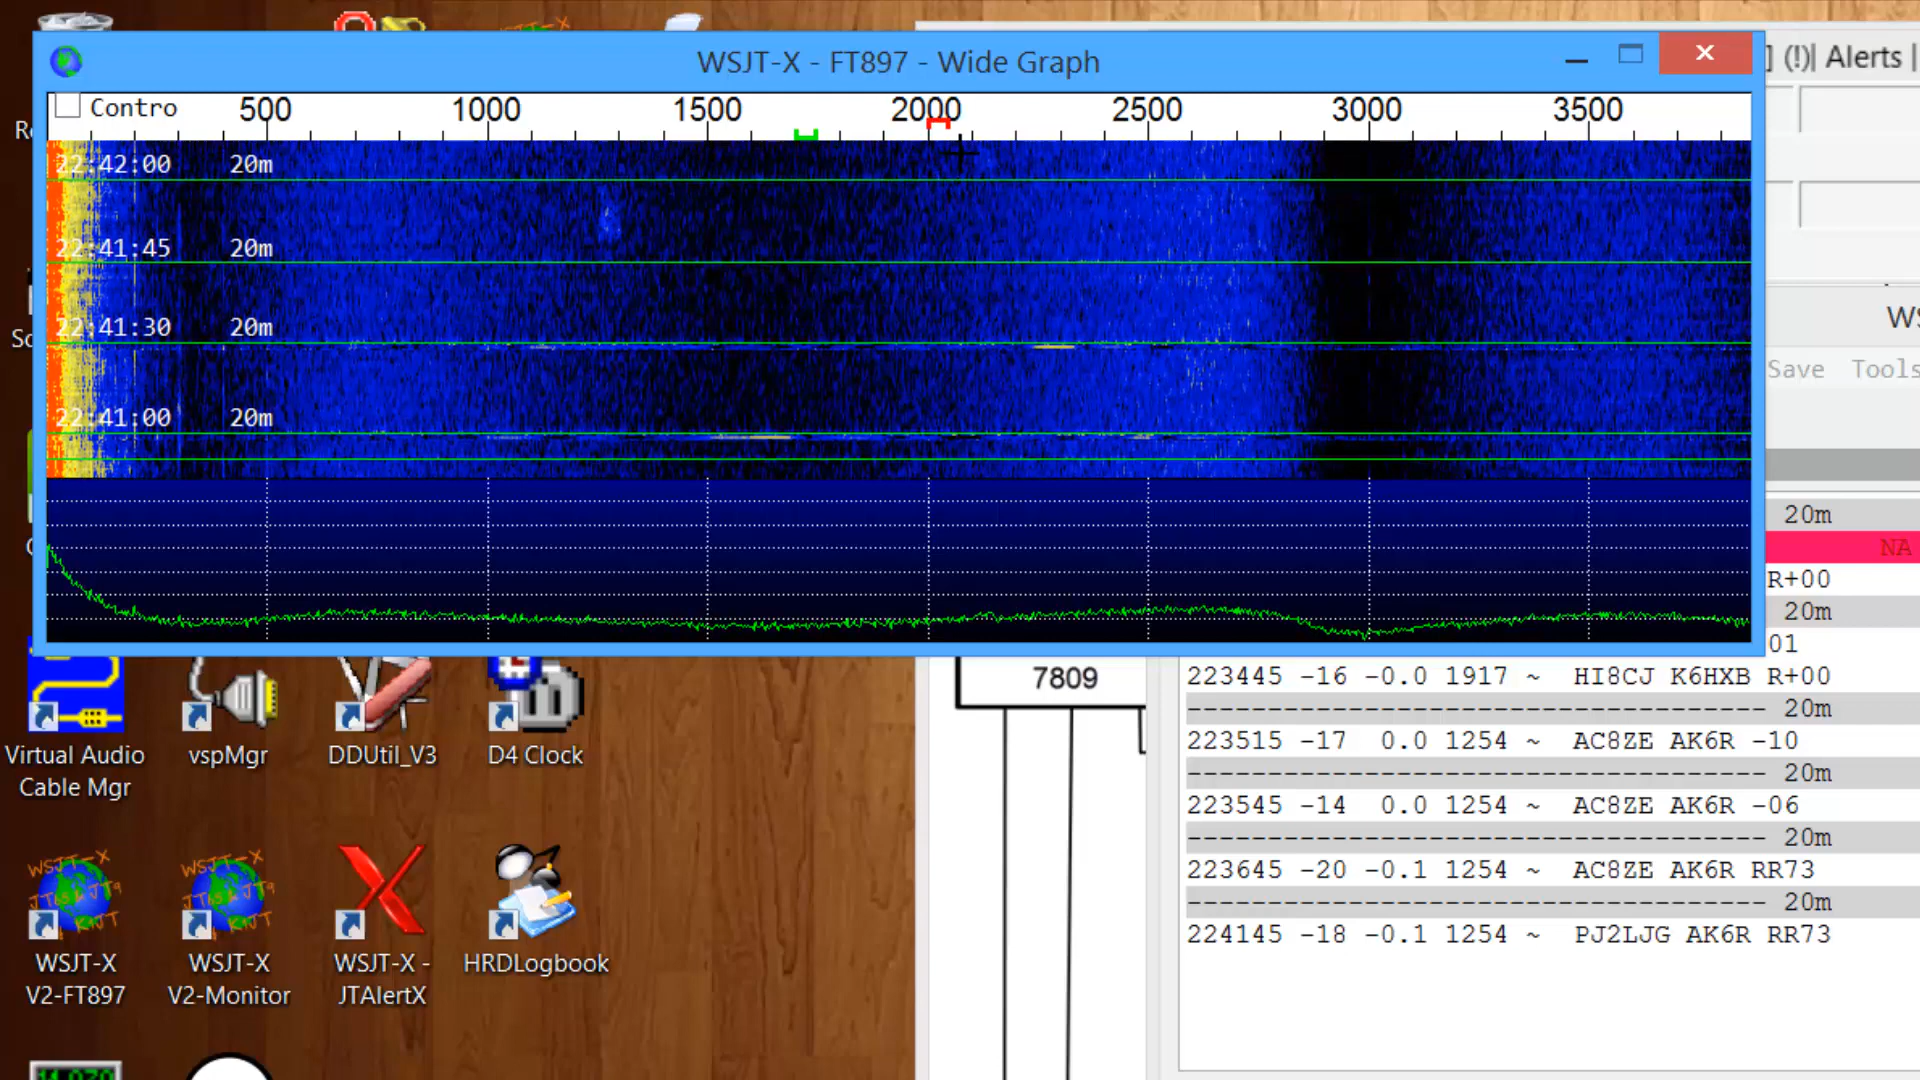 WSJT-X - FT897 - Wide Graph
(!)| Alerts |
Contro 500 1000 1500 2000 2500 3000 3500
22:42:00 20m
22:41:45 20m
22:41:30 20m
22:41:00 20m
Save Tools
20m
NA
R+00
20m
01
7809
223445 -16 -0.0 1917 ~ HI8CJ K6HXB R+00
----------------------------------- 20m
223515 -17 0.0 1254 ~ AC8ZE AK6R -10
----------------------------------- 20m
223545 -14 0.0 1254 ~ AC8ZE AK6R -06
----------------------------------- 20m
223645 -20 -0.1 1254 ~ AC8ZE AK6R RR73
----------------------------------- 20m
224145 -18 -0.1 1254 ~ PJ2LJG AK6R RR73
Virtual Audio
Cable Mgr
vspMgr
DDUtil_V3
D4 Clock
WSJT-X
V2-FT897
WSJT-X
V2-Monitor
WSJT-X -
JTAlertX
HRDLogbook